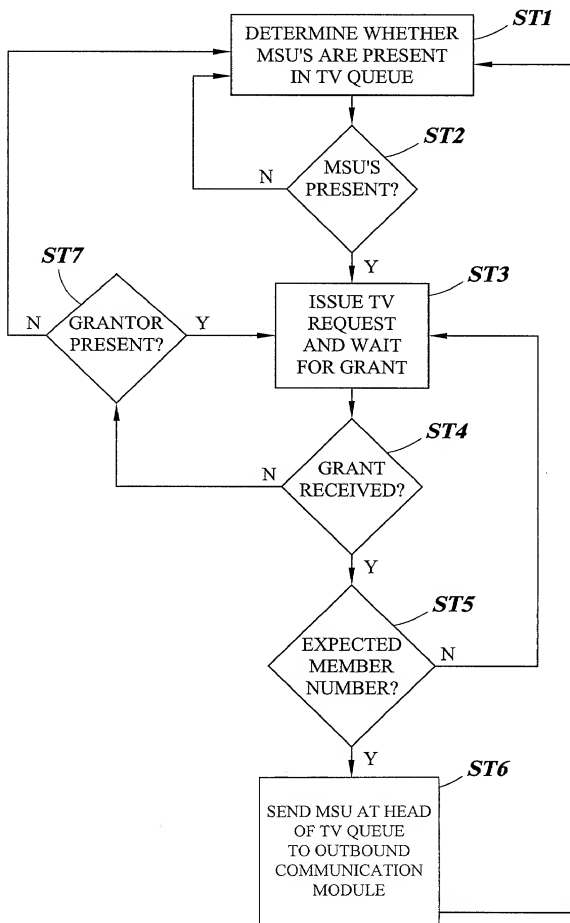 ST1
DETERMINE WHETHER
MSU'S ARE PRESENT
IN TV QUEUE
ST2
MSU'S
PRESENT?
N
Y
ST7
GRANTOR
PRESENT?
N
Y
ST3
ISSUE TV
REQUEST
AND WAIT
FOR GRANT
ST4
GRANT
RECEIVED?
N
Y
ST5
EXPECTED
MEMBER
NUMBER?
N
Y
ST6
SEND MSU AT HEAD
OF TV QUEUE
TO OUTBOUND
COMMUNICATION
MODULE